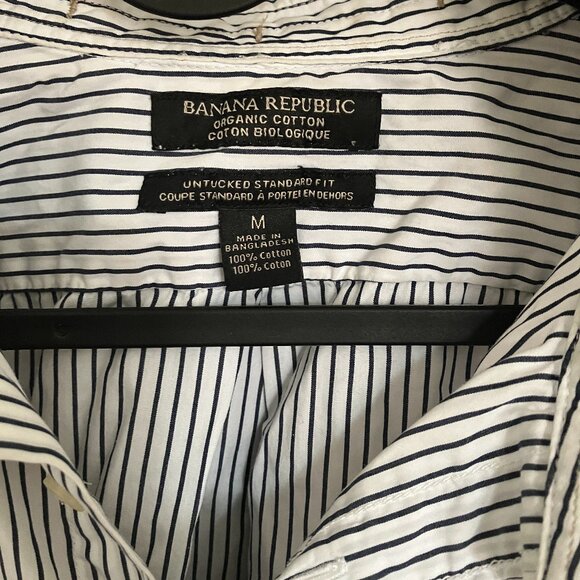 BANANA REPUBLIC
ORGANIC COTTON
COTON BIOLOGIQUE
UNTUCKED STANDARD FIT
COUPE STANDARD À PORTER EN DEHORS
M
MADE IN
BANGLADESH
100% Cotton
100% Coton